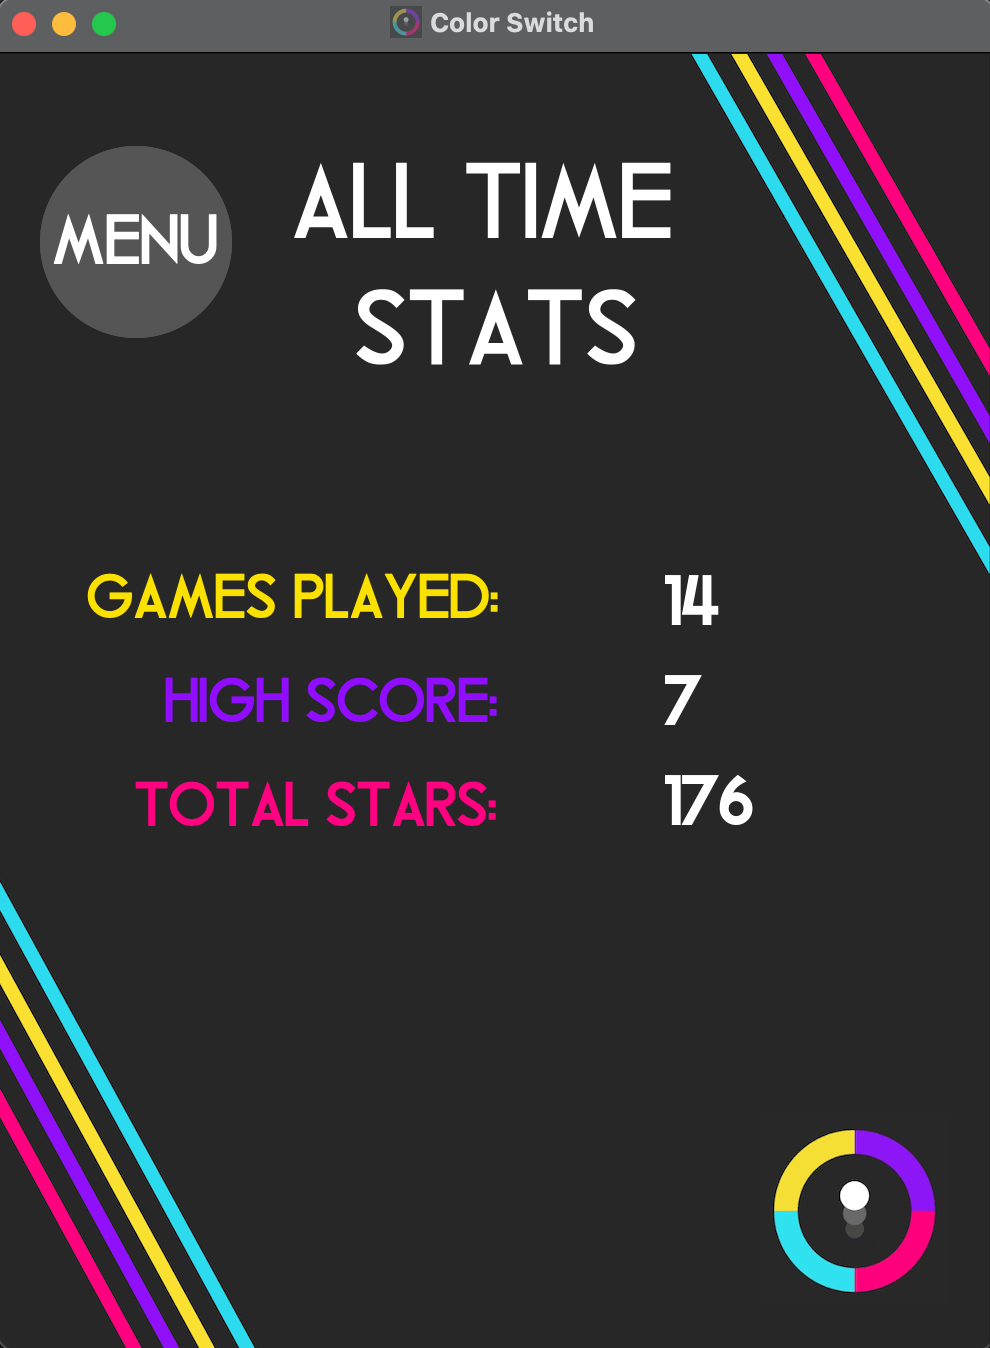 Color Switch
MENU
ALL TIME
STATS
GAMES PLAYED: 14
HIGH SCORE: 7
TOTAL STARS: 176